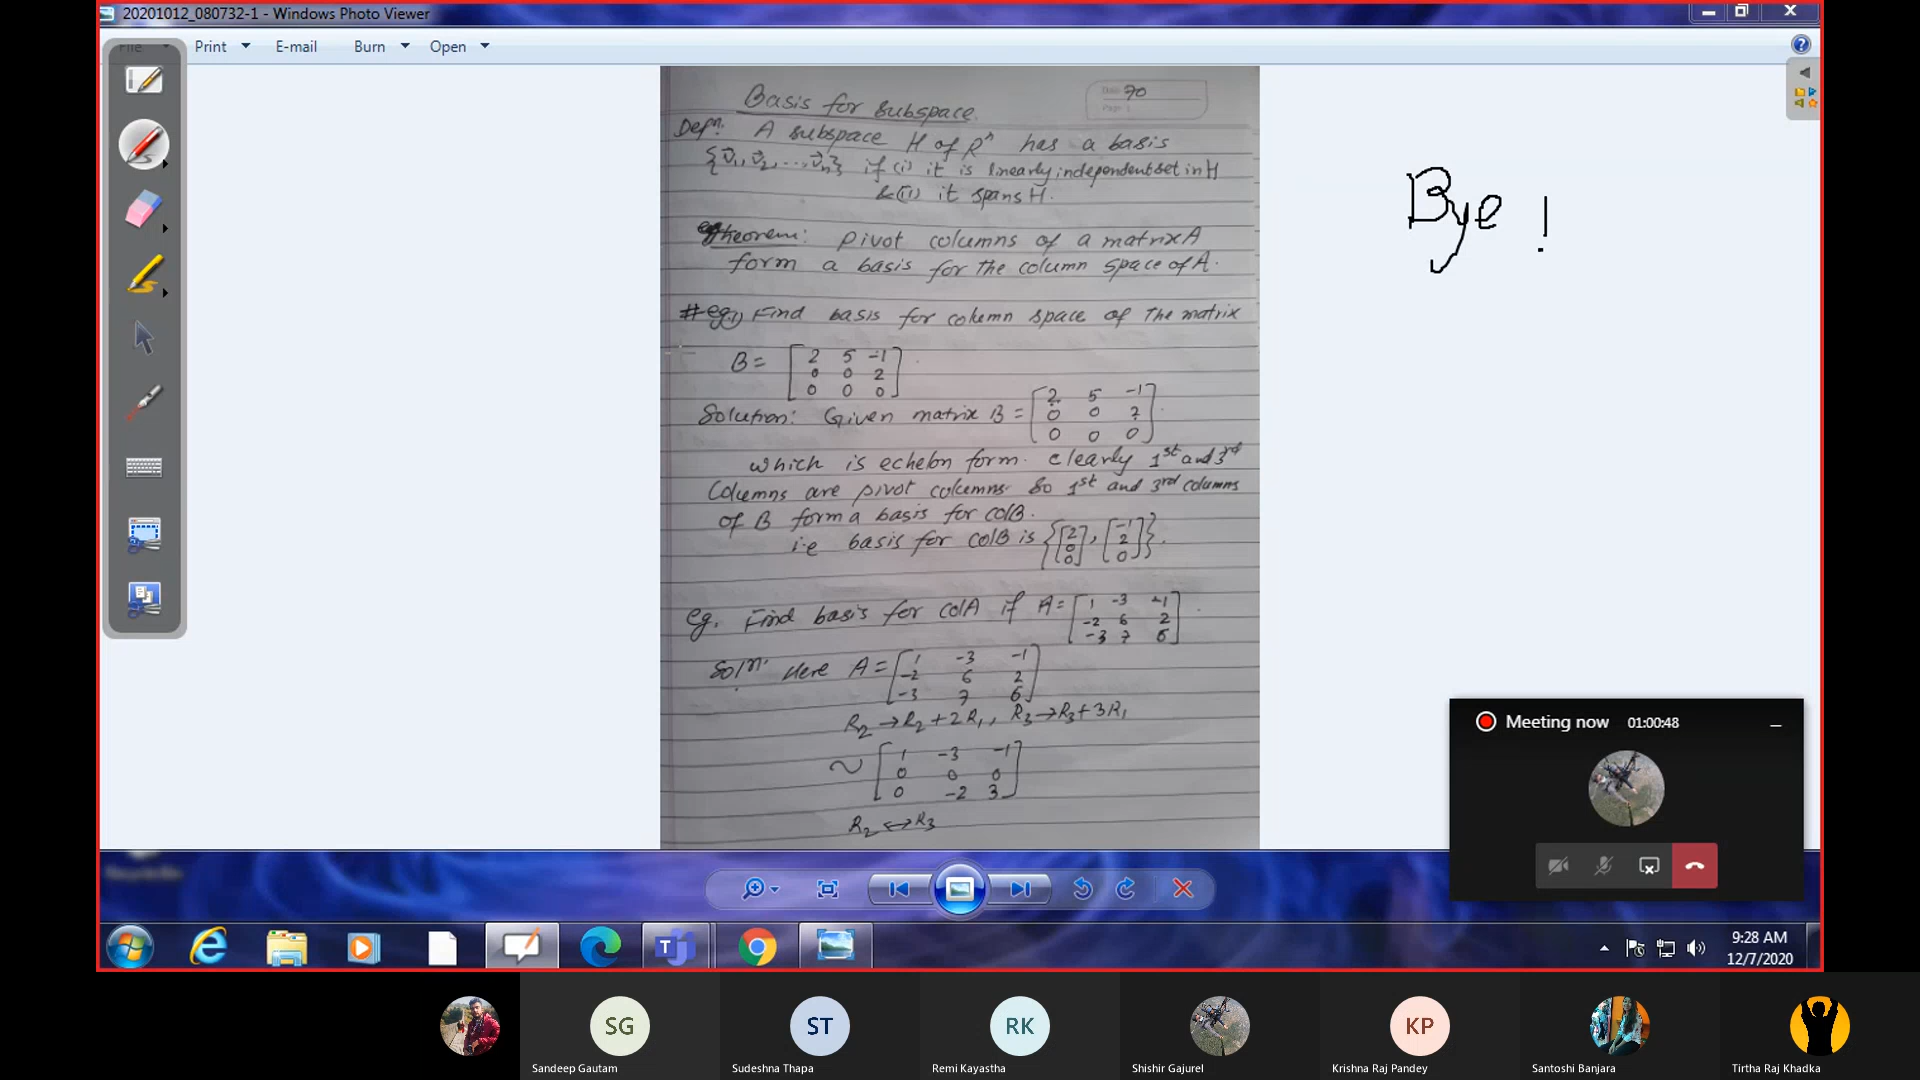 20201012_080732-1 - Windows Photo Viewer
File Print E-mail Burn Open
70
Basis for subspace
Defn: A subspace H of Rⁿ has a basis
{v⃗₁, v⃗₂, ..., v⃗ₙ} if (i) it is linearly independent set in H
&(ii) it spans H.
Theorem: pivot columns of a matrix A
form a basis for the column space of A.
#eg.1) Find basis for column space of the matrix
B = [2 5 -1
0 0 2
0 0 0]
Solution: Given matrix B = [2 5 -1
0 0 2
0 0 0]
which is echelon form. clearly 1st and 3rd
Columns are pivot columns. So 1st and 3rd columns
of B form a basis for colB.
i.e basis for colB is {[2 0 0], [-1 2 0]}.
eg. Find basis for colA if A = [1 -3 -1
-2 6 2
-3 7 6]
Soln. Here A = [1 -3 -1
-2 6 2
-3 7 6]
R₂ → R₂ + 2R₁, R₃ → R₃ + 3R₁
~ [1 -3 -1
0 0 0
0 -2 3]
R₂ ↔ R₃
Bye !
Meeting now 01:00:48
9:28 AM
12/7/2020
SG
ST
RK
KP
Sandeep Gautam
Sudeshna Thapa
Remi Kayastha
Shishir Gajurel
Krishna Raj Pandey
Santoshi Banjara
Tirtha Raj Khadka